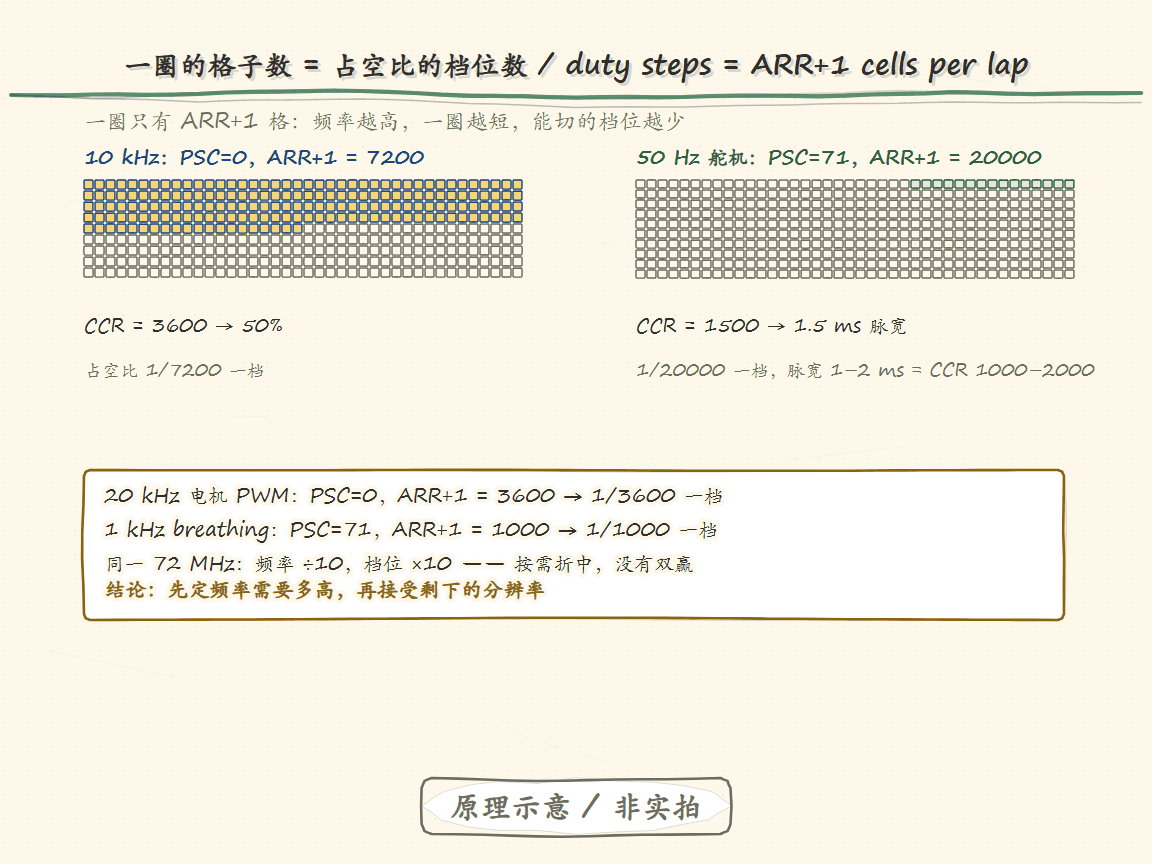 一圈的格子数 = 占空比的档位数 / duty steps = ARR+1 cells per lap
一圈只有 ARR+1 格：频率越高，一圈越短，能切的档位越少
10 kHz：PSC=0，ARR+1 = 7200
50 Hz 舵机：PSC=71，ARR+1 = 20000
CCR = 3600 → 50%
CCR = 1500 → 1.5 ms 脉宽
占空比 1/7200 一档
1/20000 一档，脉宽 1–2 ms = CCR 1000–2000
20 kHz 电机 PWM：PSC=0，ARR+1 = 3600 → 1/3600 一档
1 kHz breathing：PSC=71，ARR+1 = 1000 → 1/1000 一档
同一 72 MHz：频率 ÷10，档位 ×10 —— 按需折中，没有双赢
结论：先定频率需要多高，再接受剩下的分辨率
原理示意 / 非实拍